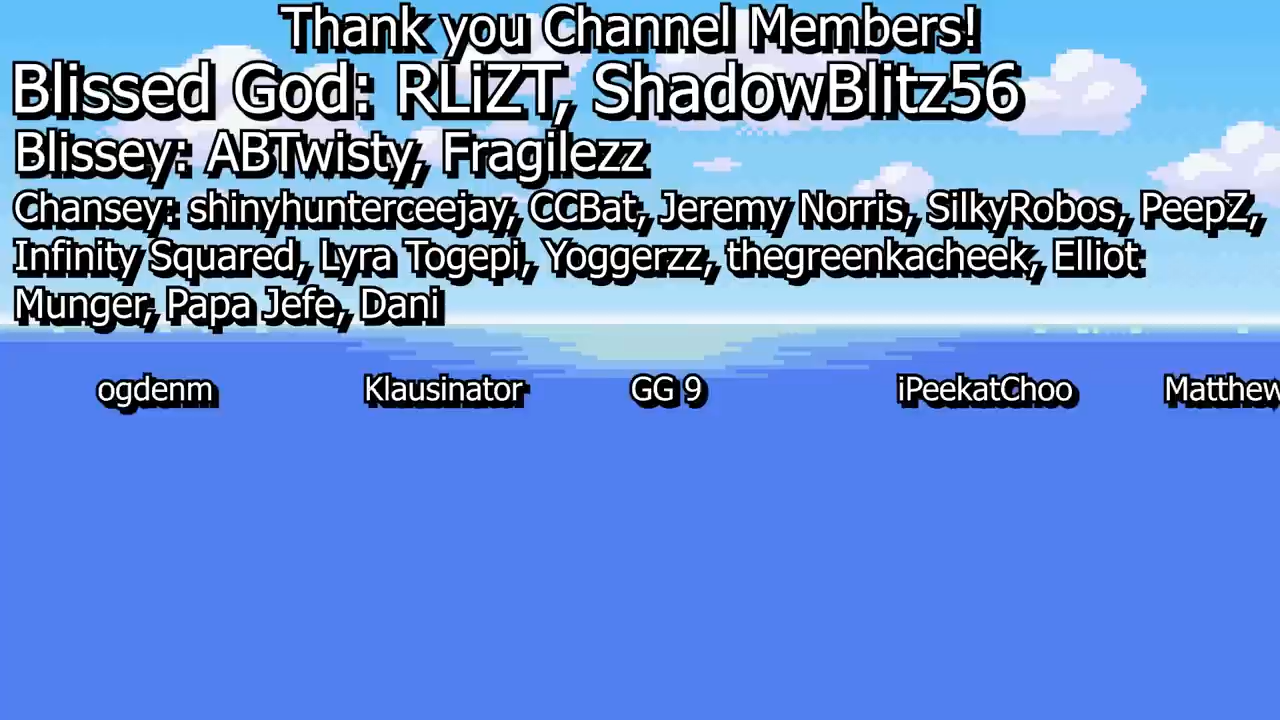 Thank you Channel Members!
Blissed God: RLiZT, ShadowBlitz56
Blissey: ABTwisty, Fragilezz
Chansey: shinyhunterceejay, CCBat, Jeremy Norris, SilkyRobos, PeepZ,
Infinity Squared, Lyra Togepi, Yoggerzz, thegreenkacheek, Elliot
Munger, Papa Jefe, Dani
ogdenm Klausinator GG 9 iPeekatChoo Matthew